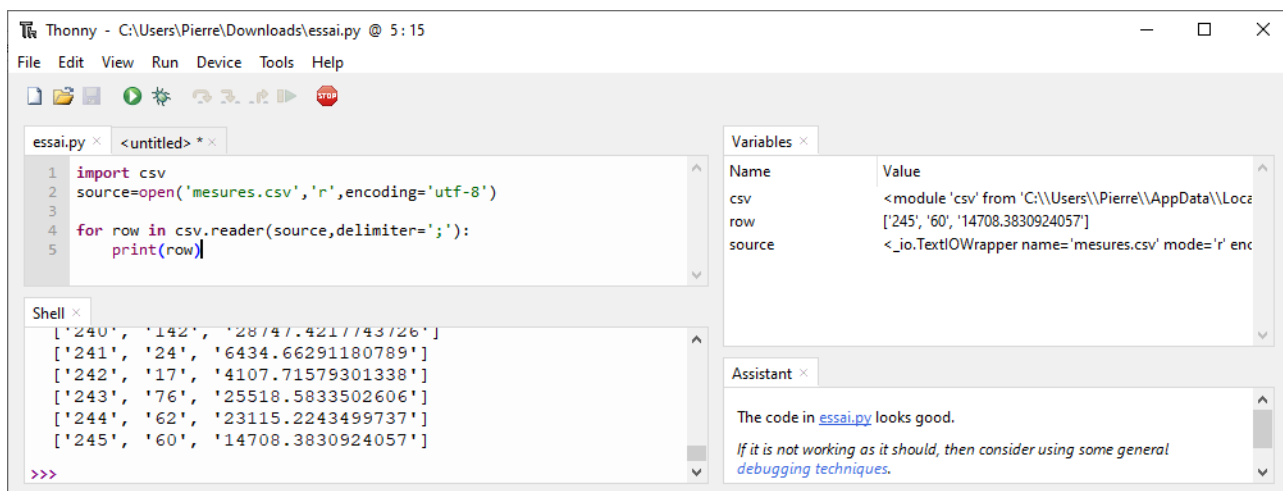 Thonny - C:\Users\Pierre\Downloads\essai.py @ 5:15
File Edit View Run Device Tools Help
STOP
essai.py × <untitled> * ×
1 import csv
2 source=open('mesures.csv','r',encoding='utf-8')
3
4 for row in csv.reader(source,delimiter=';'):
5     print(row)
Shell ×
['240', '142', '28747.4217743726']
['241', '24', '6434.66291180789']
['242', '17', '4107.71579301338']
['243', '76', '25518.5833502606']
['244', '62', '23115.2243499737']
['245', '60', '14708.3830924057']
>>>
Variables ×
Name Value
csv <module 'csv' from 'C:\\Users\\Pierre\\AppData\\Loca
row ['245', '60', '14708.3830924057']
source <_io.TextIOWrapper name='mesures.csv' mode='r' enc
Assistant ×
The code in essai.py looks good.
If it is not working as it should, then consider using some general
debugging techniques.